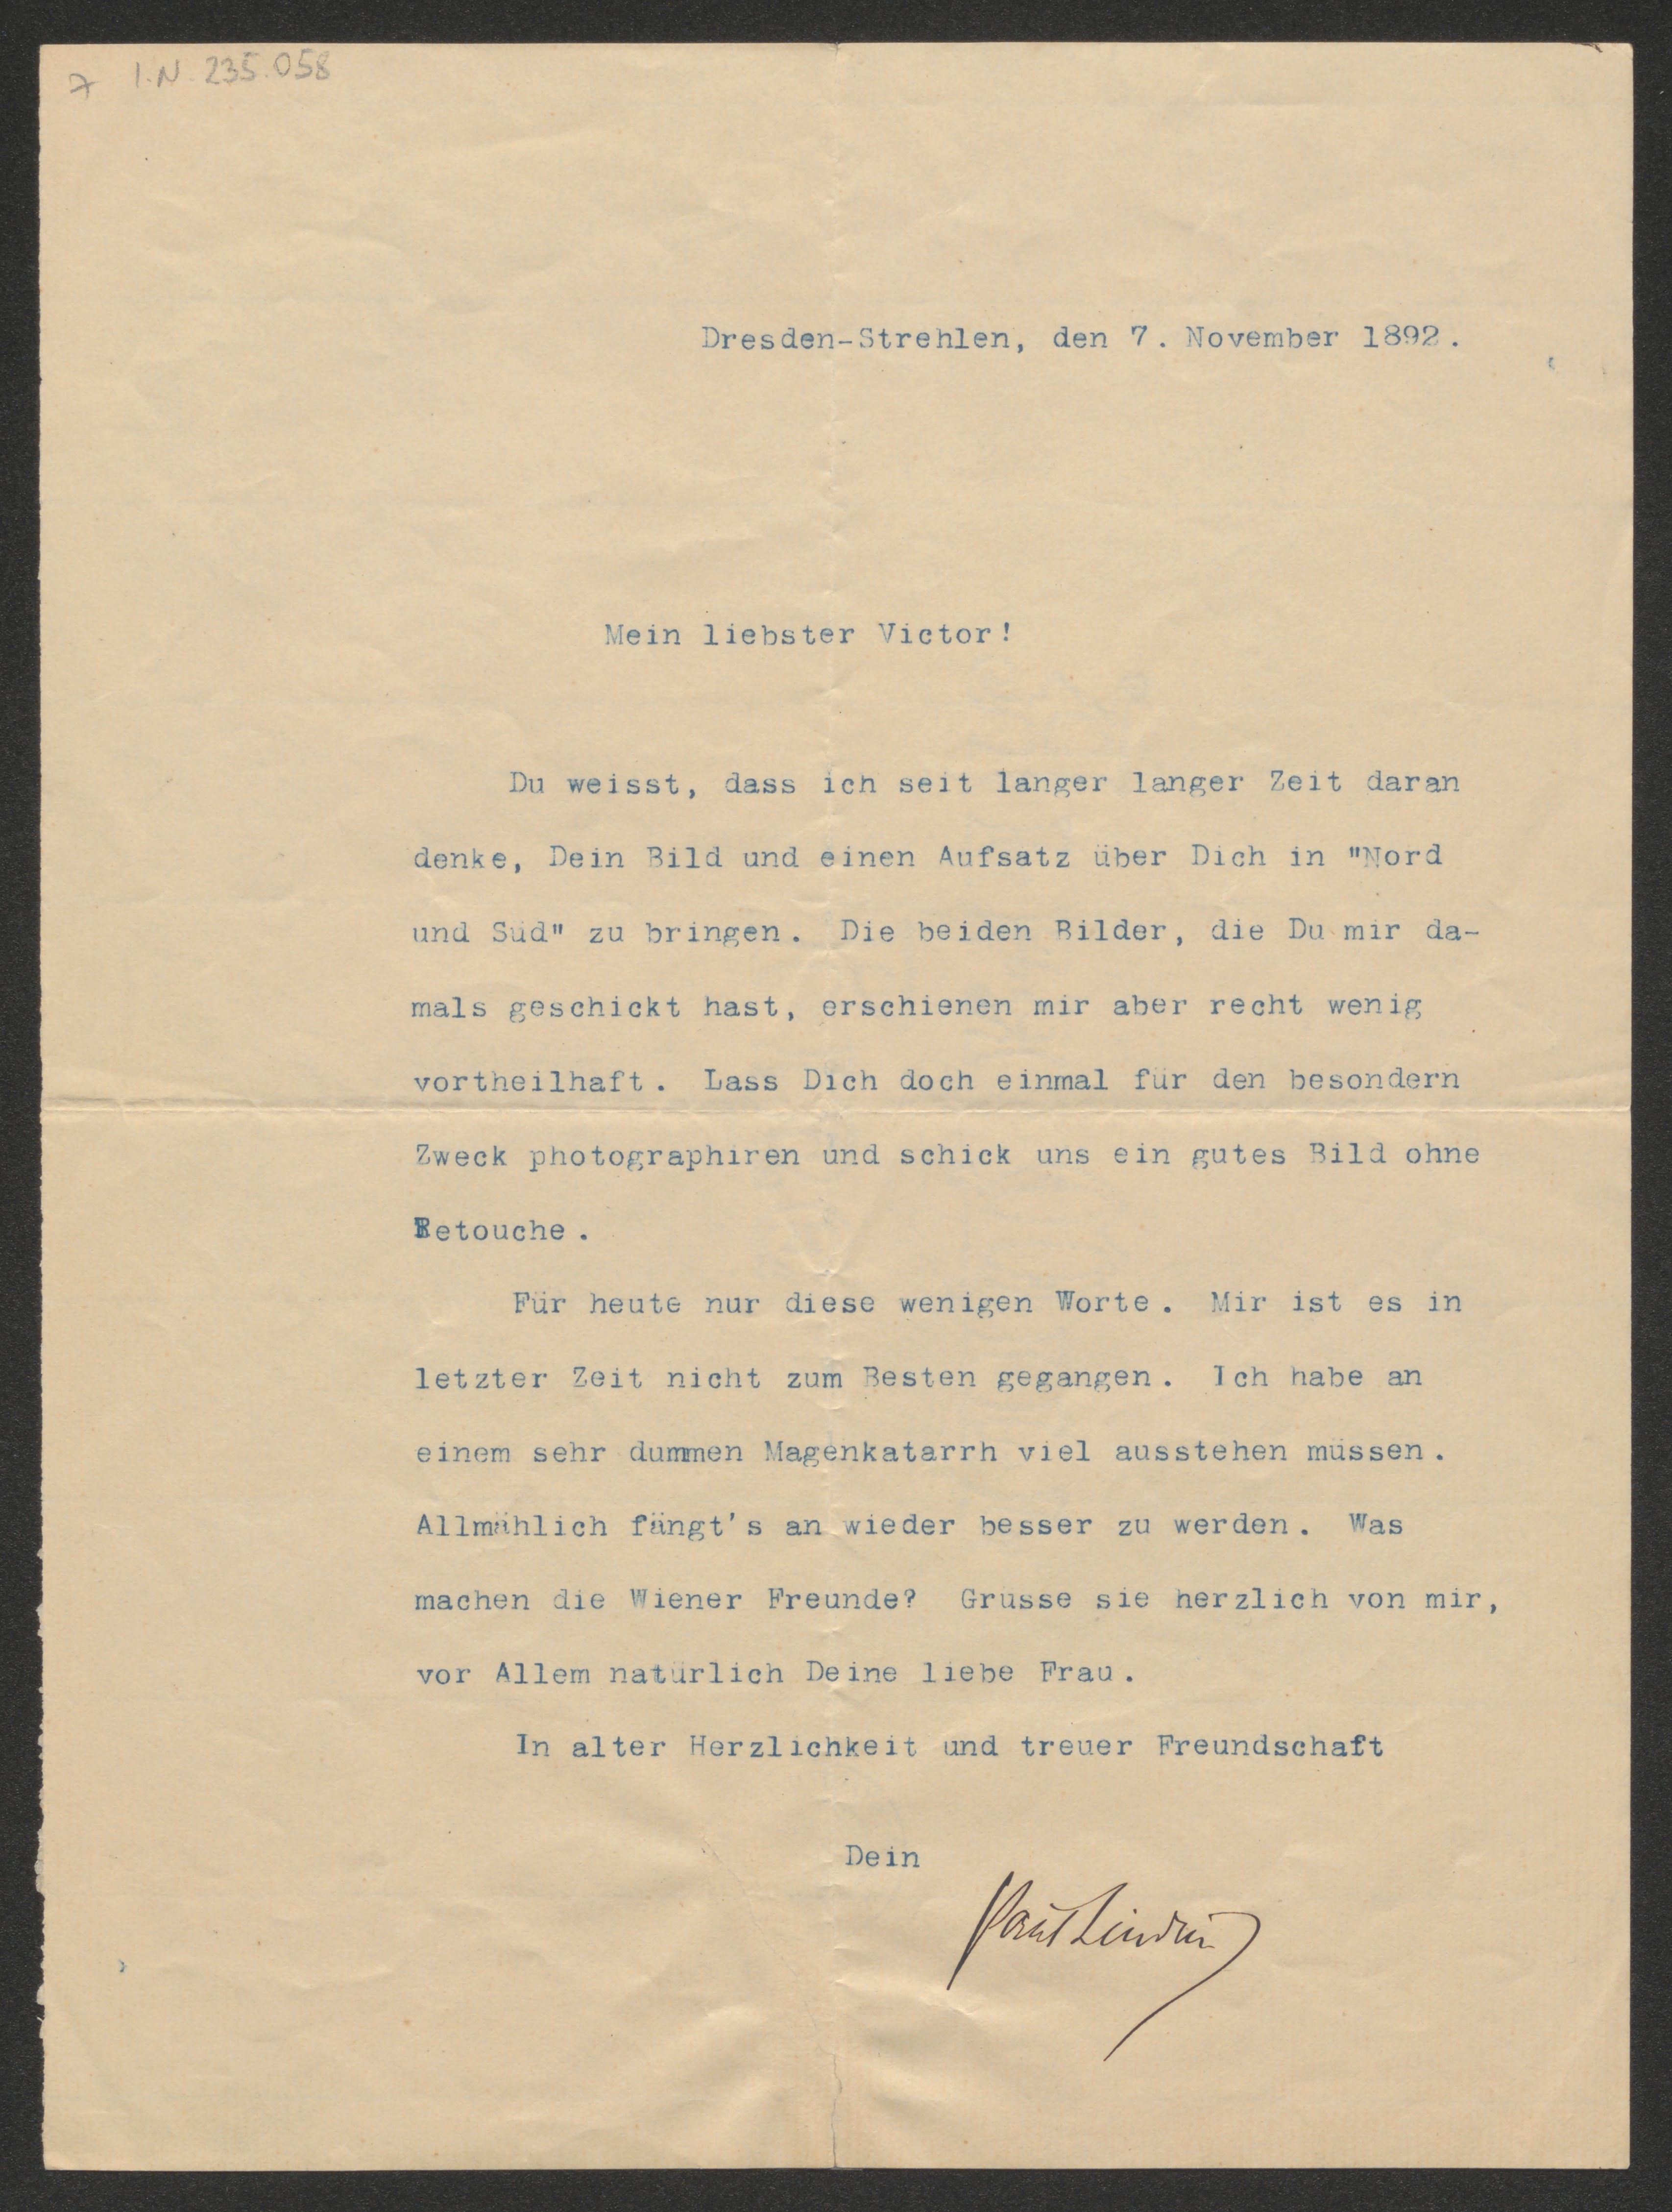 7 I.N. 235.058
Dresden-Strehlen, den 7. November 1892.
Mein liebster Victor!
Du weisst, dass ich seit langer langer Zeit daran
denke, Dein Bild und einen Aufsatz über Dich in "Nord
und Süd" zu bringen. Die beiden Bilder, die Du mir da-
mals geschickt hast, erschienen mir aber recht wenig
vortheilhaft. Lass Dich doch einmal für den besondern
Zweck photographiren und schick uns ein gutes Bild ohne
Retouche.
Für heute nur diese wenigen Worte. Mir ist es in
letzter Zeit nicht zum Besten gegangen. Ich habe an
einem sehr dummen Magenkatarrh viel ausstehen müssen.
Allmählich fängt's an wieder besser zu werden. Was
machen die Wiener Freunde? Grüsse sie herzlich von mir,
vor Allem natürlich Deine liebe Frau.
In alter Herzlichkeit und treuer Freundschaft
Dein
Paul Lindau